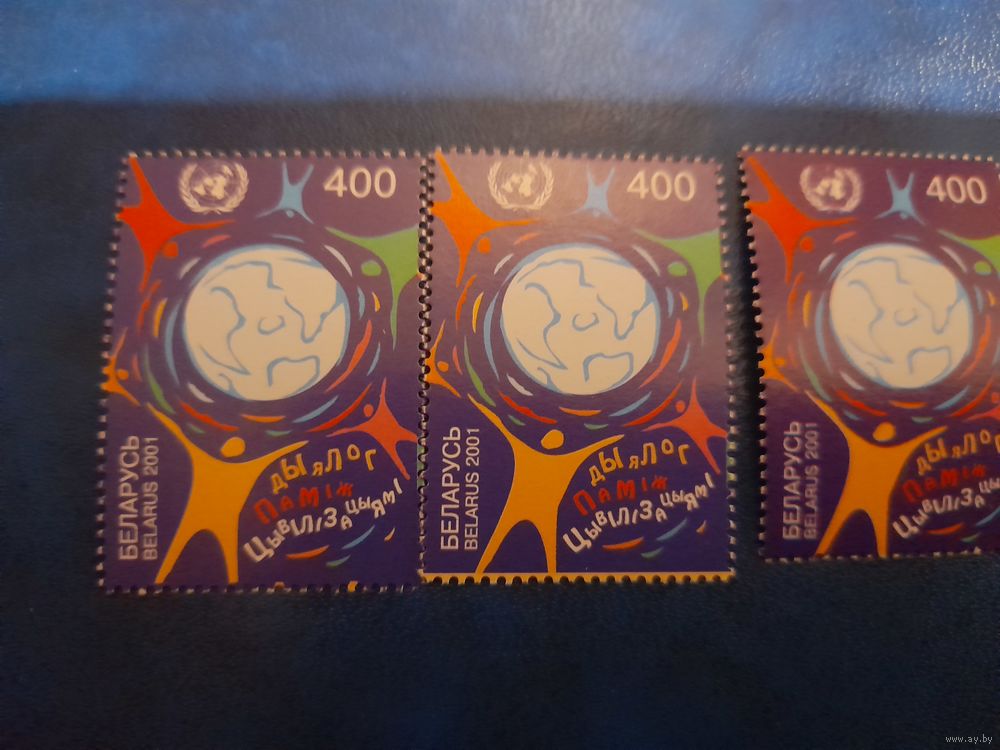 400
БЕЛАРУСЬ
BELARUS 2001
ДЫЯЛОГ
ПАМІЖ
ЦЫВІЛІЗАЦЫЯМІ
400
БЕЛАРУСЬ
BELARUS 2001
ДЫЯЛОГ
ПАМІЖ
ЦЫВІЛІЗАЦЫЯМІ
400
БЕЛАРУСЬ
BELARUS 2001
ДЫЯЛОГ
ПАМІЖ
ЦЫВІЛІЗАЦЫЯМ
www.ay.by